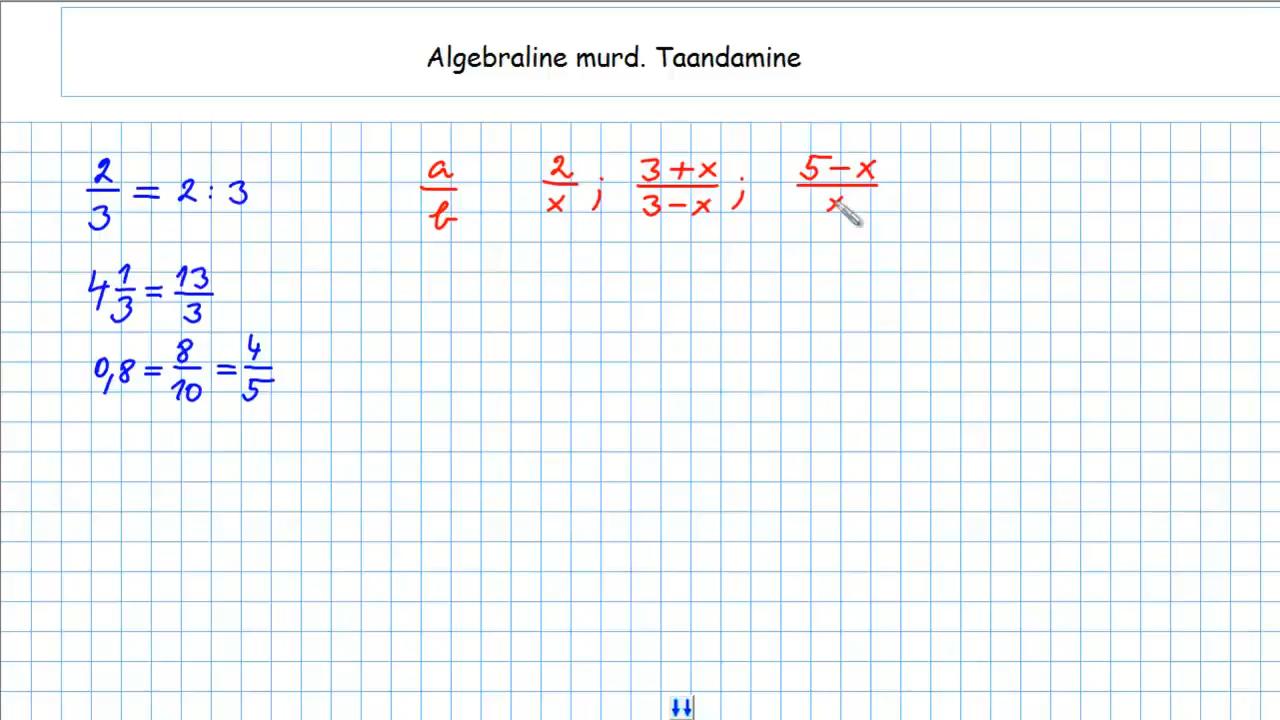 Algebraline murd. Taandamine
2/3 = 2 : 3
a/b
2/x ; 3+x/3-x ; 5-x/x
4 1/3 = 13/3
0,8 = 8/10 = 4/5